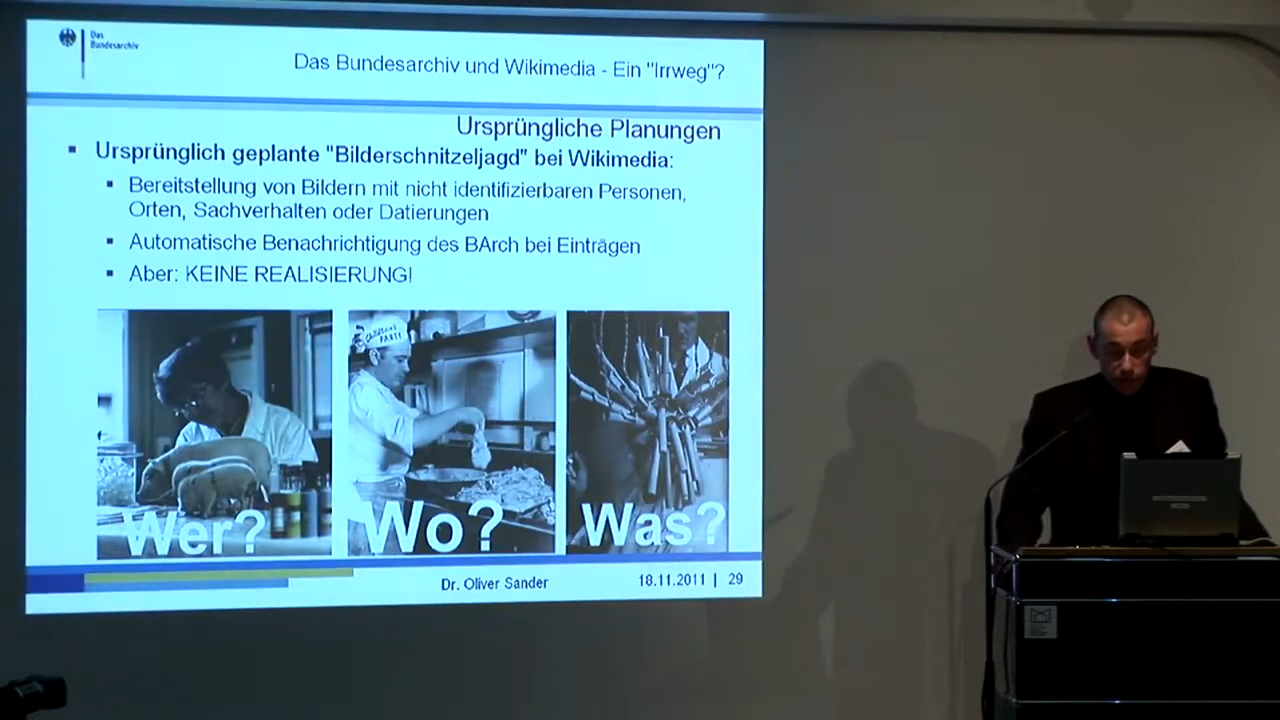 Das
Bundesarchiv
Das Bundesarchiv und Wikimedia - Ein "Irrweg"?
Ursprüngliche Planungen
Ursprünglich geplante "Bilderschnitzeljagd" bei Wikimedia:
Bereitstellung von Bildern mit nicht identifizierbaren Personen,
Orten, Sachverhalten oder Datierungen
Automatische Benachrichtigung des BArch bei Einträgen
Aber: KEINE REALISIERUNG!
Wer?
Wo?
Was?
Dr. Oliver Sander
18.11.2011 | 29